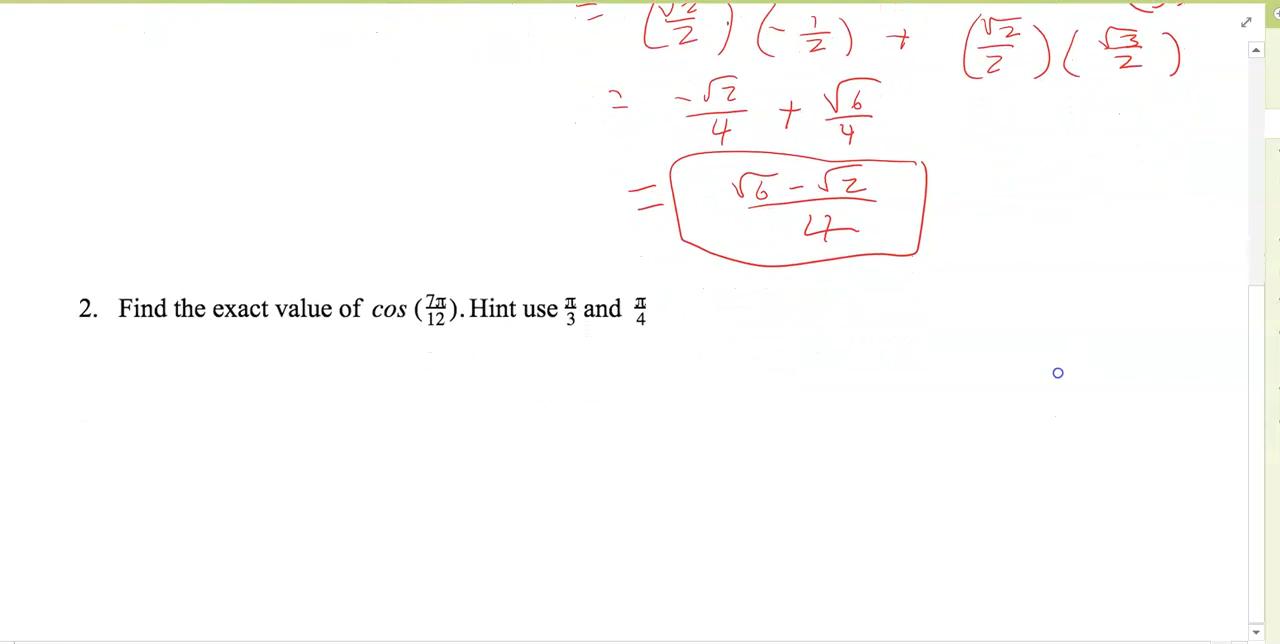 = (√2/2) (-1/2) + (√2/2)(√3/2)
= -√2/4 + √6/4
= √6 - √2/4
2. Find the exact value of cos (7π/12). Hint use π/3 and π/4